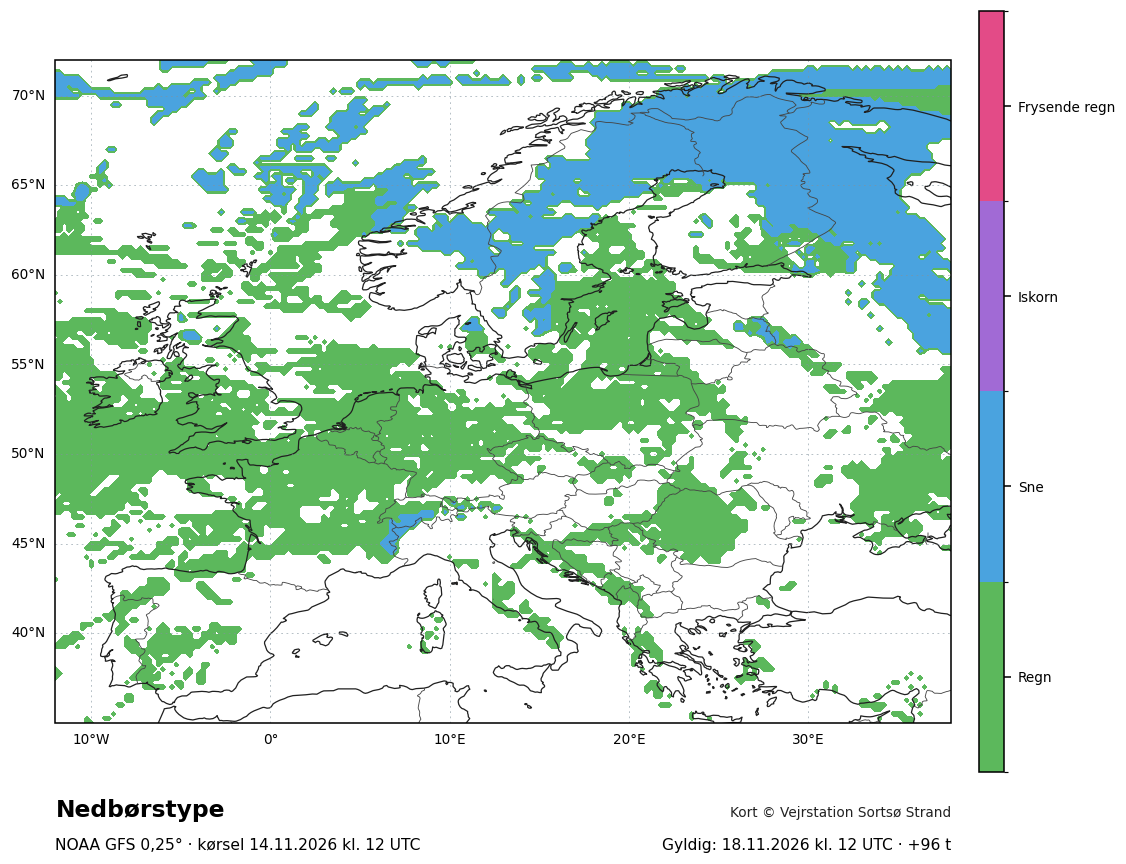 Frysende regn
Iskorn
Sne
Regn
70°N
65°N
60°N
55°N
50°N
45°N
40°N
10°W
0°
10°E
20°E
30°E
Nedbørstype
Kort © Vejrstation Sortsø Strand
NOAA GFS 0,25° · kørsel 14.11.2026 kl. 12 UTC
Gyldig: 18.11.2026 kl. 12 UTC · +96 t